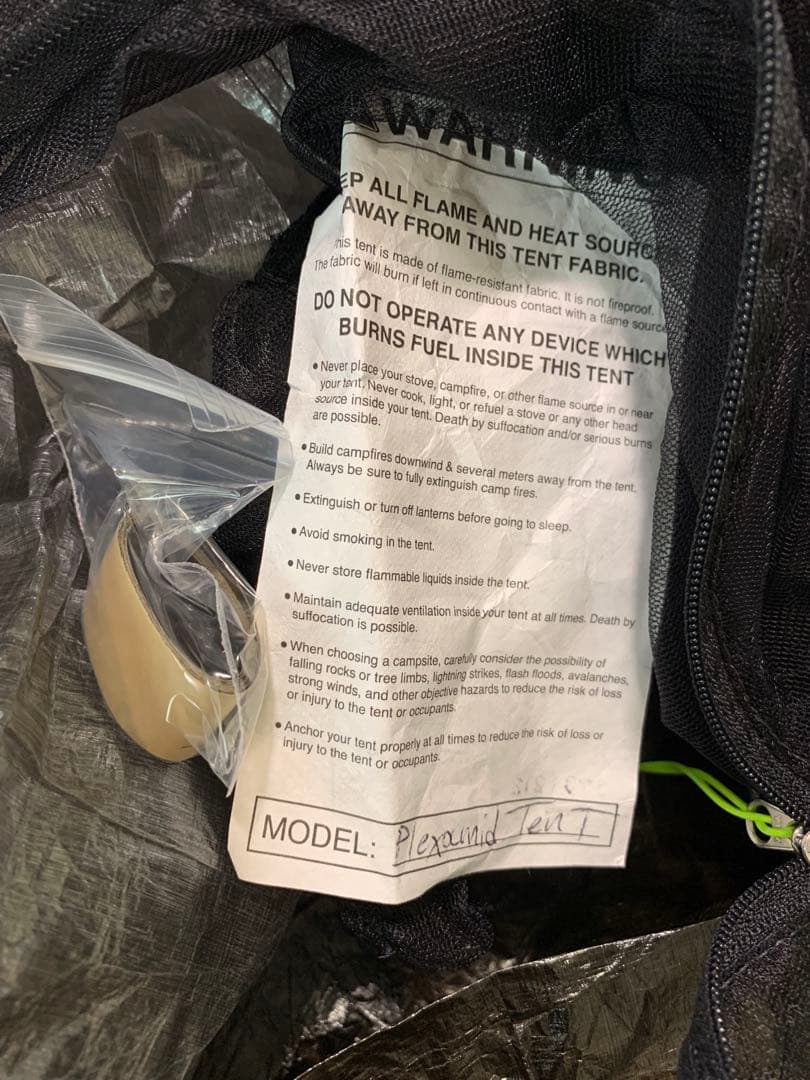 WARNING
EP ALL FLAME AND HEAT SOURC
AWAY FROM THIS TENT FABRIC.
his tent is made of flame-resistant fabric. It is not fireproof.
The fabric will burn if left in continuous contact with a flame source
DO NOT OPERATE ANY DEVICE WHICH
BURNS FUEL INSIDE THIS TENT
• Never place your stove, campfire, or other flame source in or near
your tent. Never cook, light, or refuel a stove or any other head
source inside your tent. Death by suffocation and/or serious burns
are possible.
• Build campfires downwind & several meters away from the tent.
Always be sure to fully extinguish camp fires.
• Extinguish or turn off lanterns before going to sleep.
• Avoid smoking in the tent.
• Never store flammable liquids inside the tent.
• Maintain adequate ventilation inside your tent at all times. Death by
suffocation is possible.
• When choosing a campsite, carefully consider the possibility of
falling rocks or tree limbs, lightning strikes, flash floods, avalanches,
strong winds, and other objective hazards to reduce the risk of loss
or injury to the tent or occupants.
• Anchor your tent properly at all times to reduce the risk of loss or
injury to the tent or occupants.
MODEL: Plexamid Tent